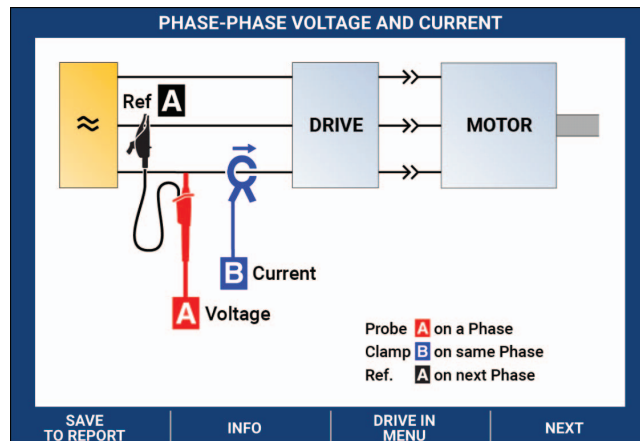 PHASE-PHASE VOLTAGE AND CURRENT
Ref A
≈
DRIVE
MOTOR
B Current
A Voltage
Probe A on a Phase
Clamp B on same Phase
Ref. A on next Phase
SAVE
TO REPORT
INFO
DRIVE IN
MENU
NEXT